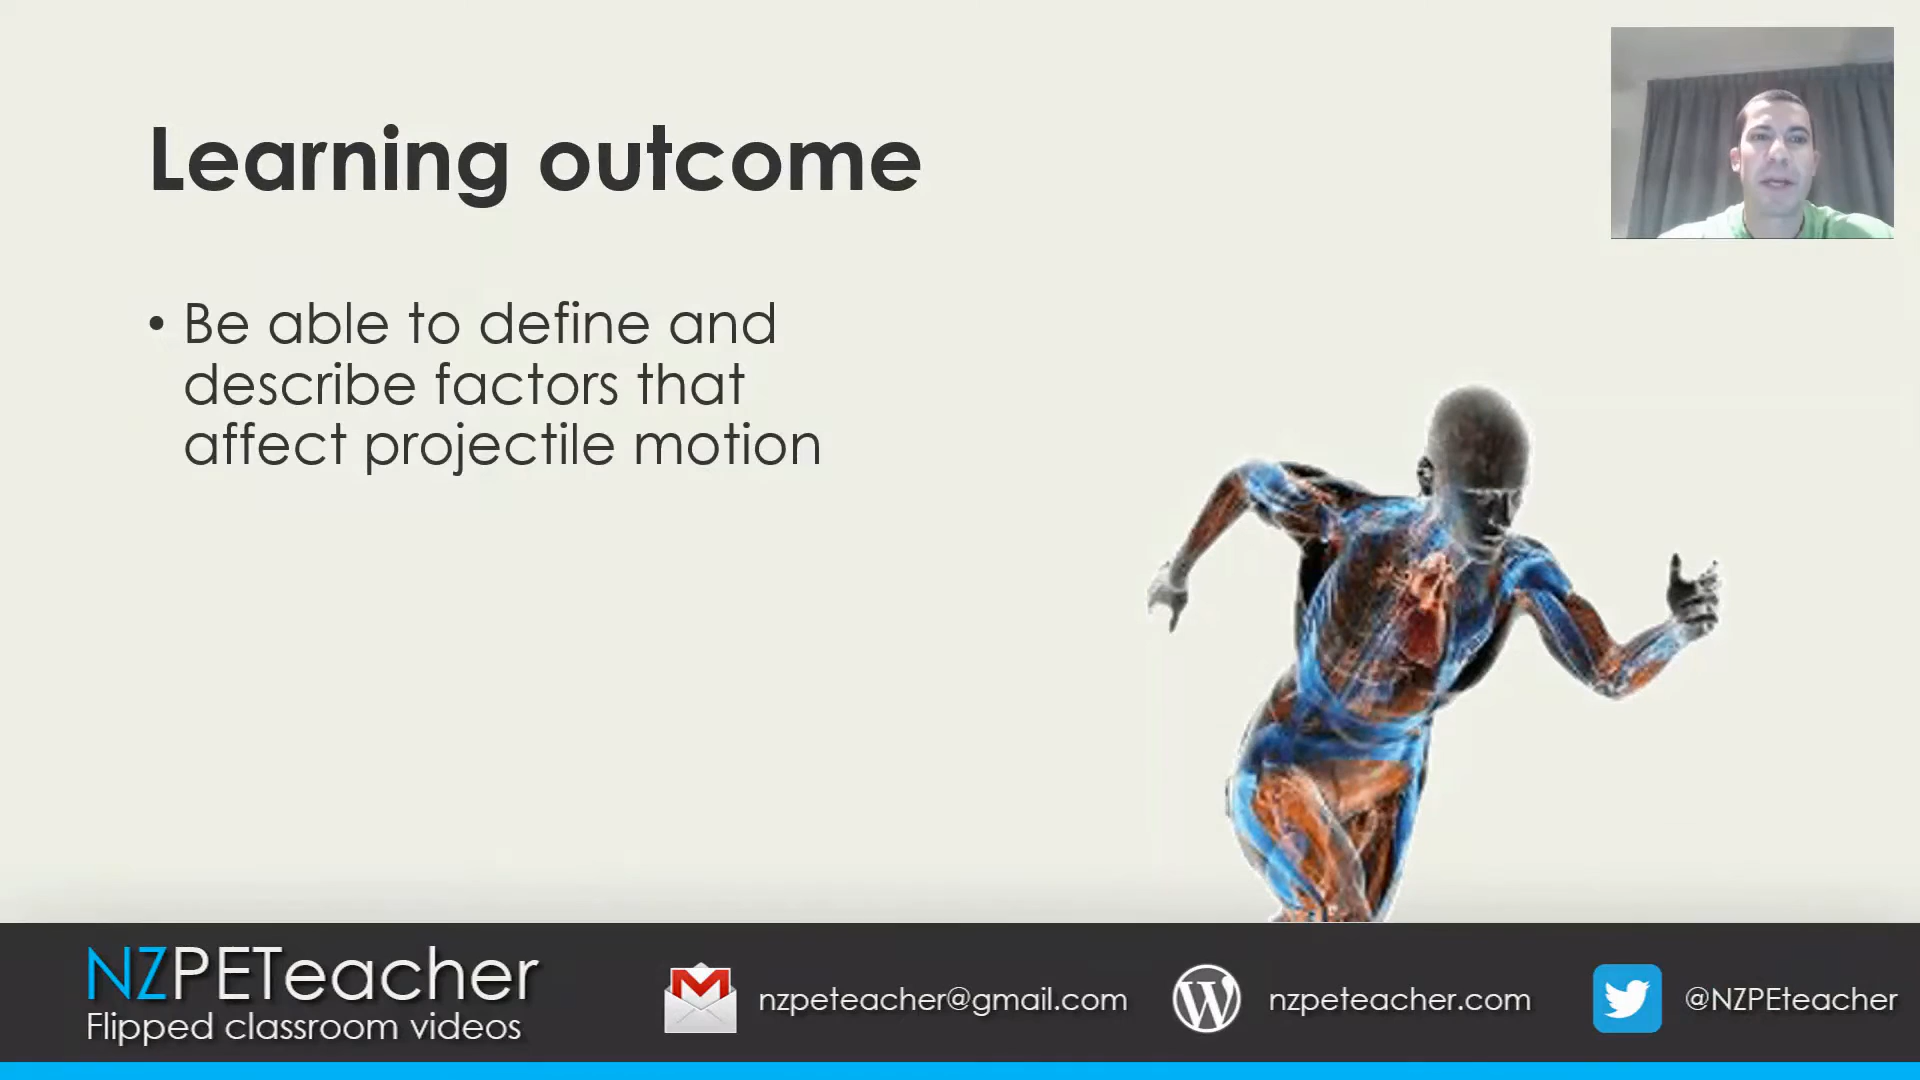 Learning outcome
• Be able to define and
describe factors that
affect projectile motion
NZPETeacher
Flipped classroom videos
nzpeteacher@gmail.com
nzpeteacher.com
@NZPEteacher